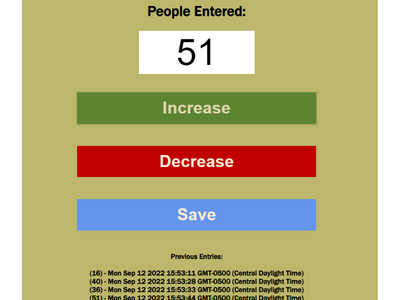 People Entered:
51
Increase
Decrease
Save
Previous Entries:
(16) - Mon Sep 12 2022 15:53:11 GMT-0500 (Central Daylight Time)
(40) - Mon Sep 12 2022 15:53:28 GMT-0500 (Central Daylight Time)
(36) - Mon Sep 12 2022 15:53:33 GMT-0500 (Central Daylight Time)
(51) - Mon Sep 12 2022 15:53:44 GMT-0500 (Central Daylight Time)